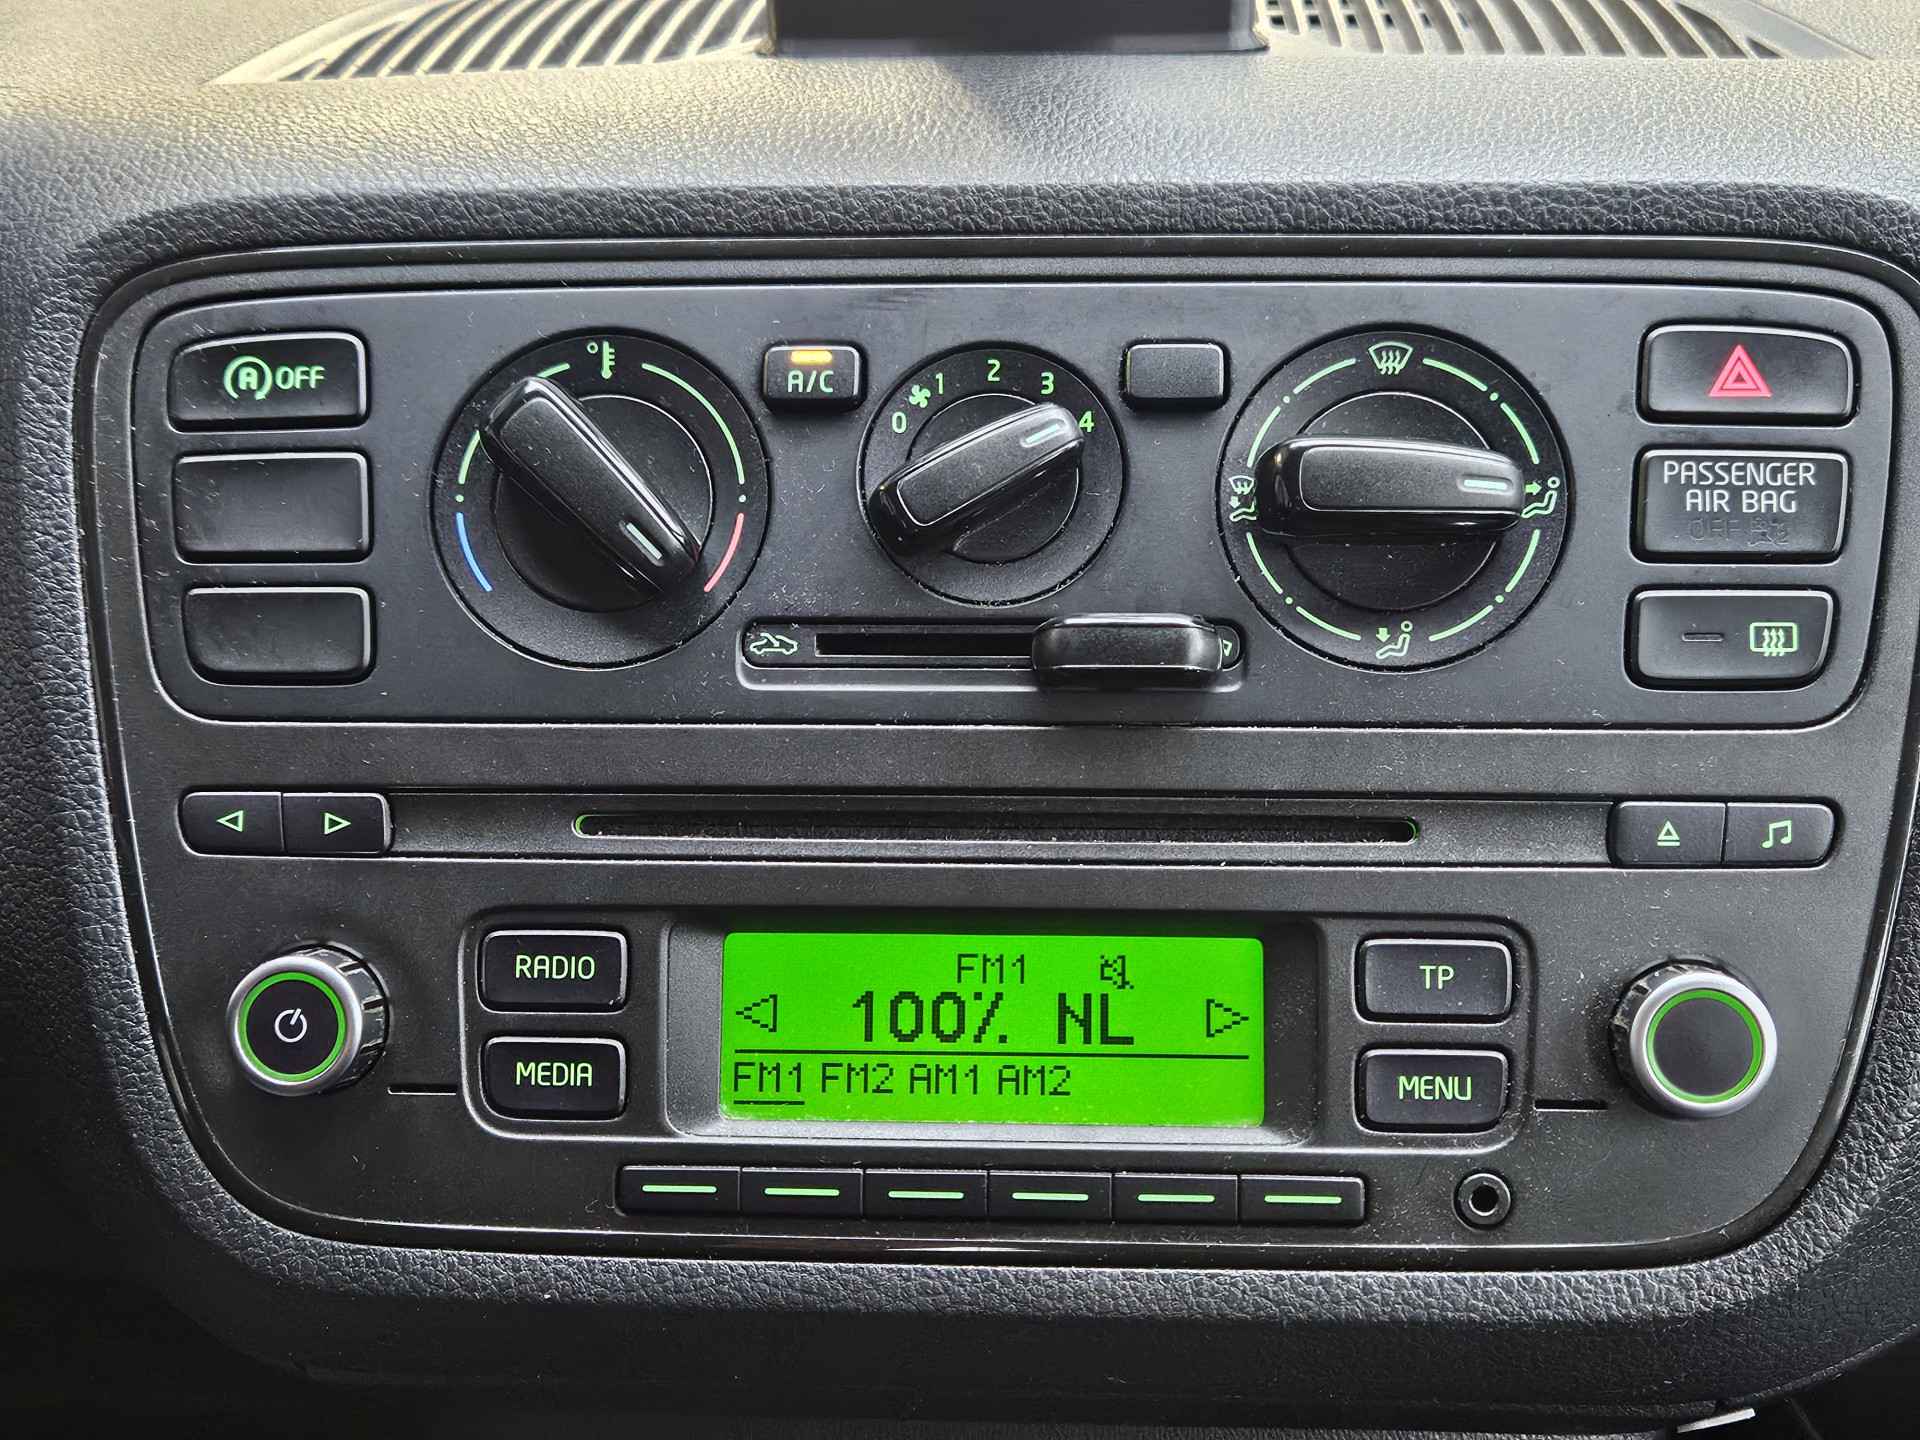 A OFF
A/C
0 1 2 3 4
PASSENGER
AIR BAG
OFF
RADIO
MEDIA
FM1
100% NL
FM1 FM2 AM1 AM2
TP
MENU